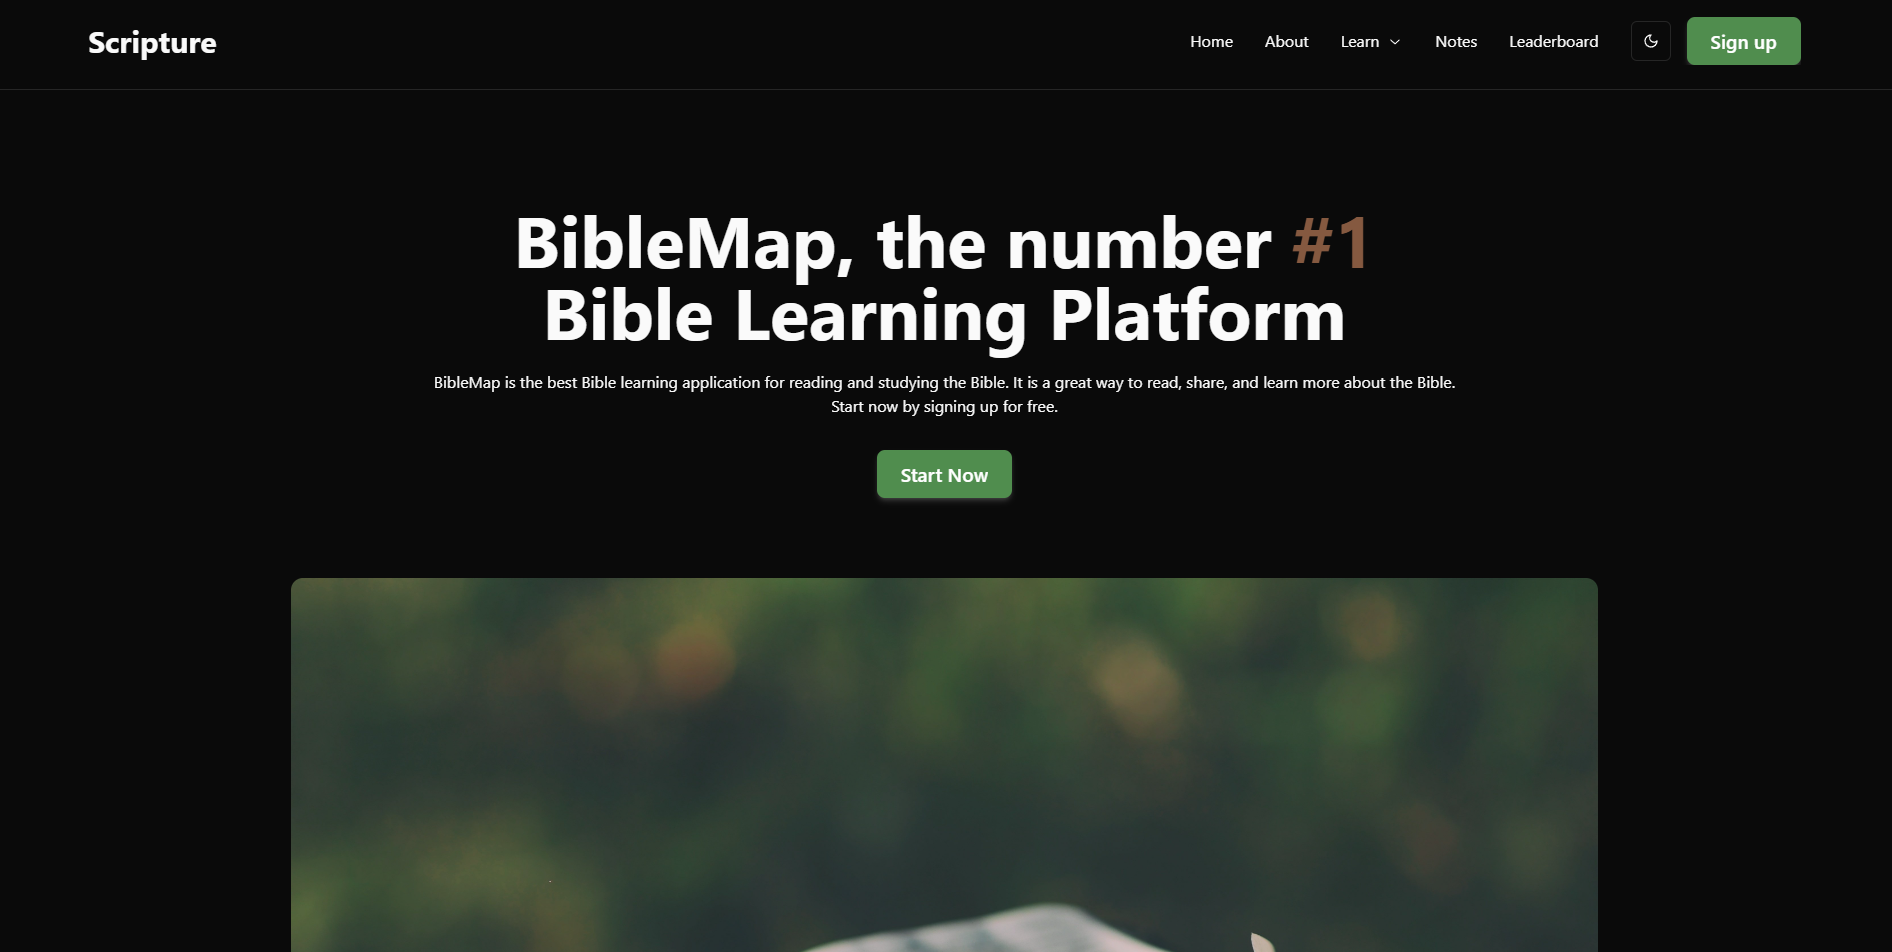 Scripture
Home
About
Learn
Notes
Leaderboard
Sign up
BibleMap, the number #1
Bible Learning Platform
BibleMap is the best Bible learning application for reading and studying the Bible. It is a great way to read, share, and learn more about the Bible.
Start now by signing up for free.
Start Now